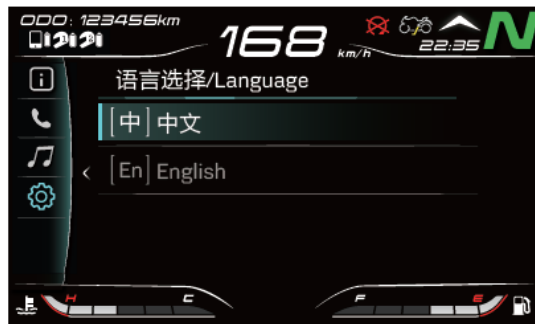 ODO: 123456km
168 km/h
22:35 N
语言选择/Language
[中] 中文
[En] English
H C
F E